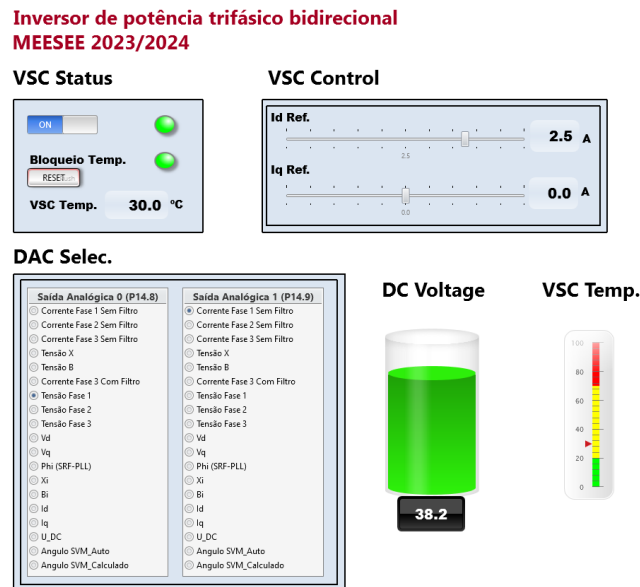 Inversor de potência trifásico bidirecional
MEESEE 2023/2024
VSC Status
VSC Control
ON
Bloqueio Temp.
RESET
VSC Temp. 30.0 ºC
Id Ref.
2.5 A
2.5
Iq Ref.
0.0 A
0.0
DAC Selec.
Saída Analógica 0 (P14.8)
Corrente Fase 1 Sem Filtro
Corrente Fase 2 Sem Filtro
Corrente Fase 3 Sem Filtro
Tensão X
Tensão B
Corrente Fase 3 Com Filtro
Tensão Fase 1
Tensão Fase 2
Tensão Fase 3
Vd
Vq
Phi (SRF-PLL)
Xi
Bi
Id
Iq
U_DC
Angulo SVM_Auto
Angulo SVM_Calculado
Saída Analógica 1 (P14.9)
Corrente Fase 1 Sem Filtro
Corrente Fase 2 Sem Filtro
Corrente Fase 3 Sem Filtro
Tensão X
Tensão B
Corrente Fase 3 Com Filtro
Tensão Fase 1
Tensão Fase 2
Tensão Fase 3
Vd
Vq
Phi (SRF-PLL)
Xi
Bi
Id
Iq
U_DC
Angulo SVM_Auto
Angulo SVM_Calculado
DC Voltage
38.2
VSC Temp.
100
80
60
40
20
0